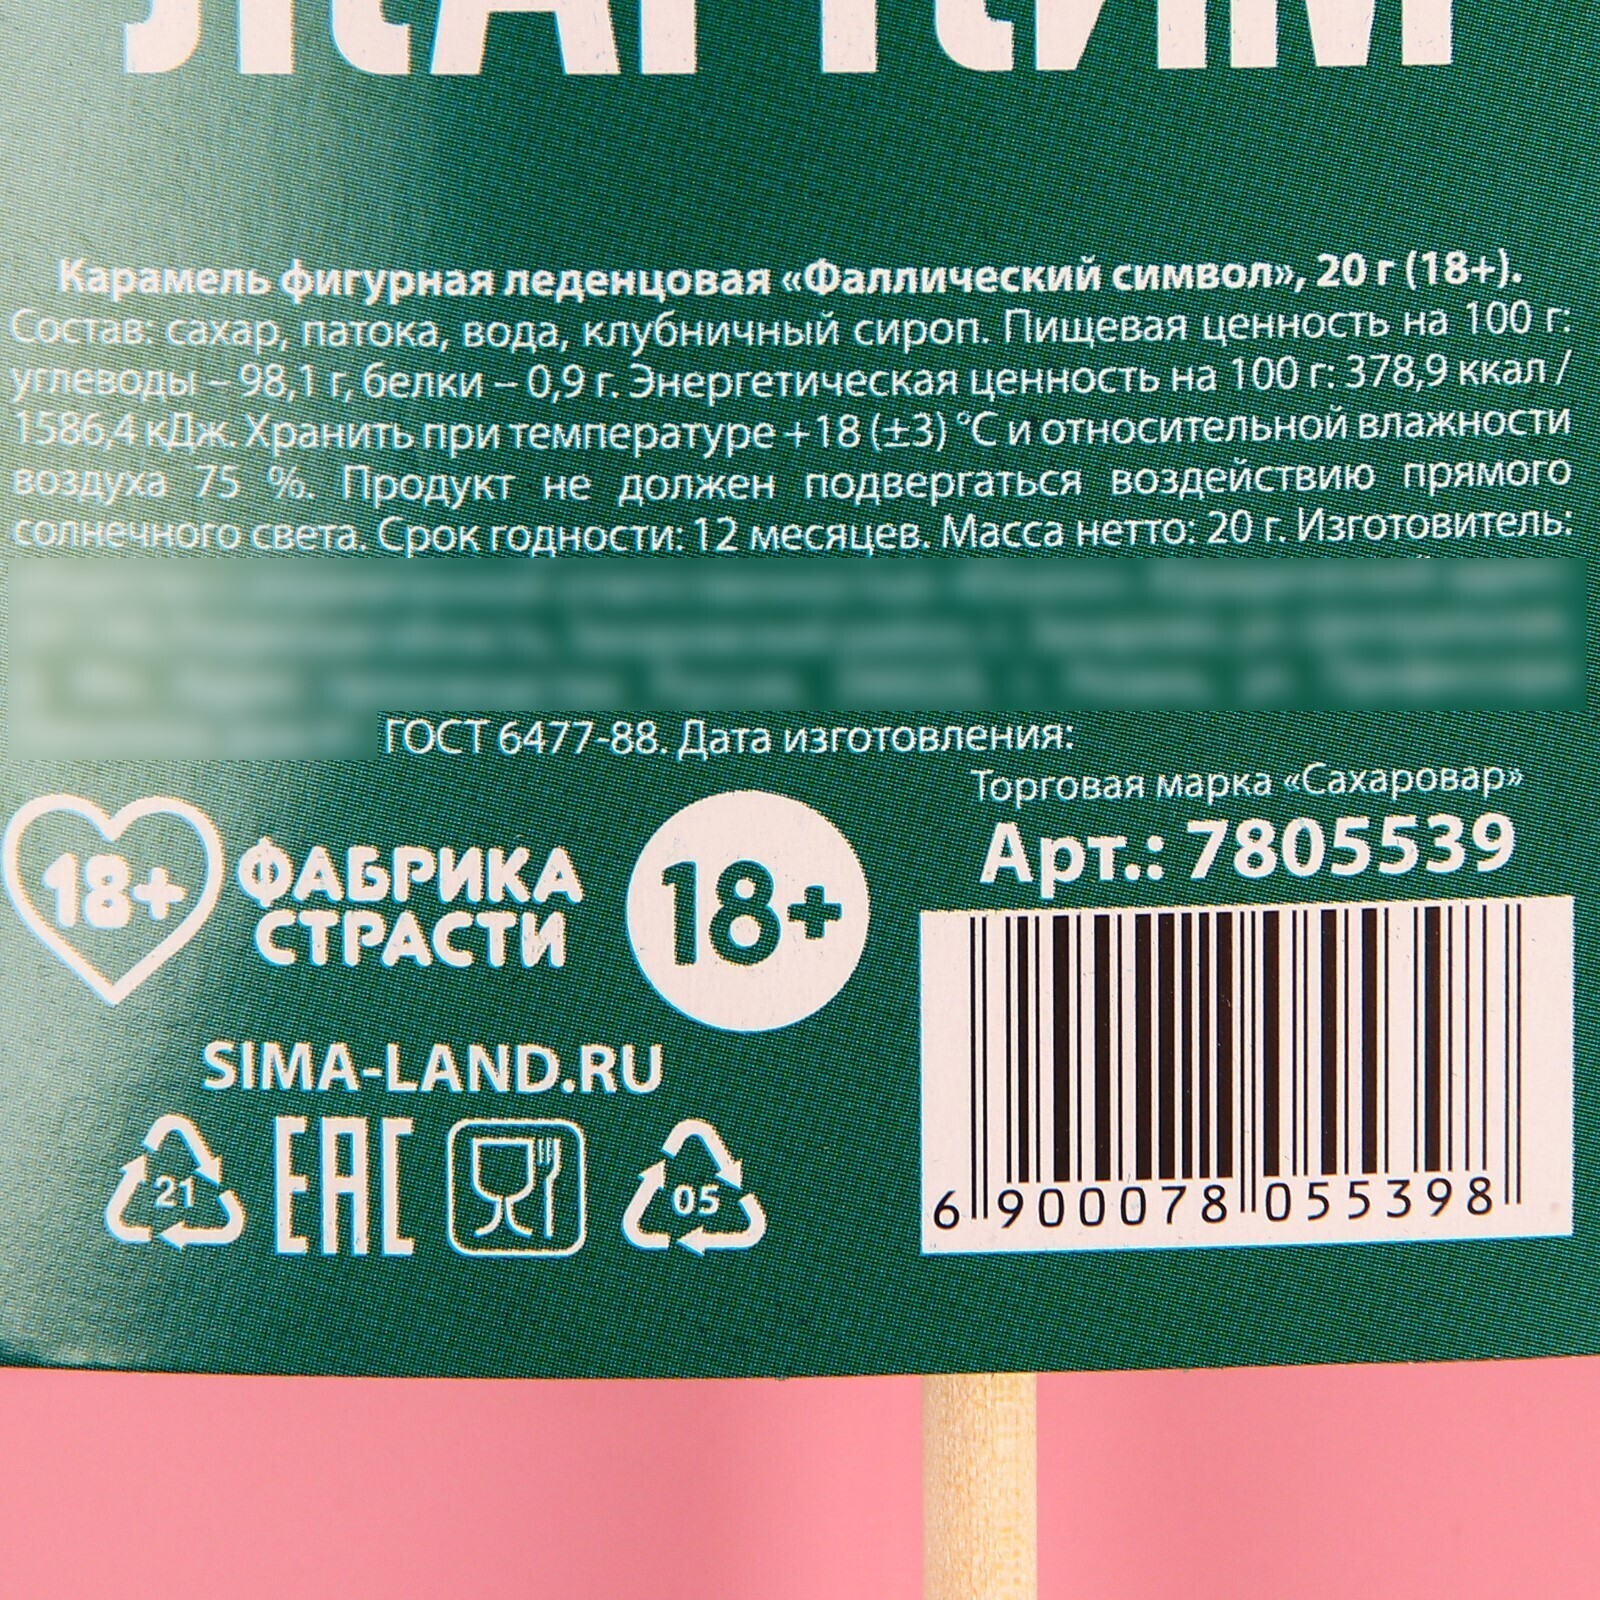 Карамель фигурная леденцовая «Фаллический символ», 20 г (18+).
Состав: сахар, патока, вода, клубничный сироп. Пищевая ценность на 100 г:
углеводы – 98,1 г, белки – 0,9 г. Энергетическая ценность на 100 г: 378,9 ккал /
1586,4 кДж. Хранить при температуре +18 (±3) °C и относительной влажности
воздуха 75 %. Продукт не должен подвергаться воздействию прямого
солнечного света. Срок годности: 12 месяцев. Масса нетто: 20 г. Изготовитель:
ГОСТ 6477-88. Дата изготовления:
Торговая марка «Сахаровар»
Арт.: 7805539
18+
ФАБРИКА
СТРАСТИ
18+
SIMA-LAND.RU
21
EAC
05
6 900078 055398